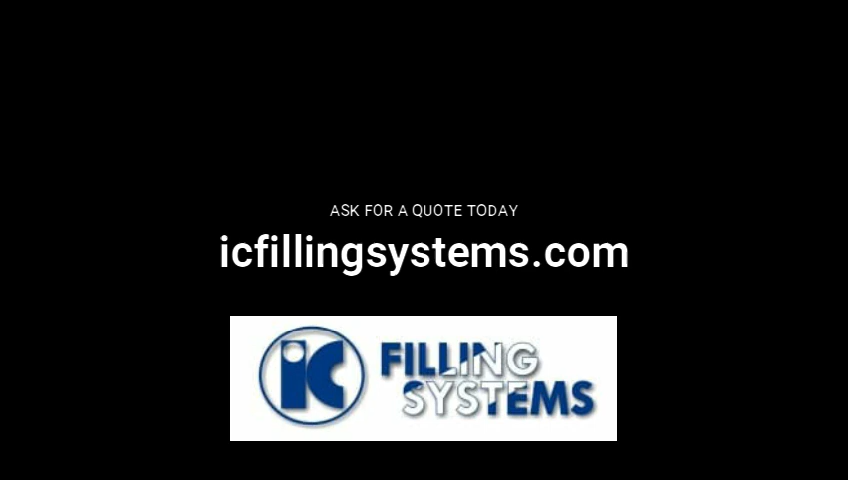 ASK FOR A QUOTE TODAY
icfillingsystems.com
iC FILLING
SYSTEMS